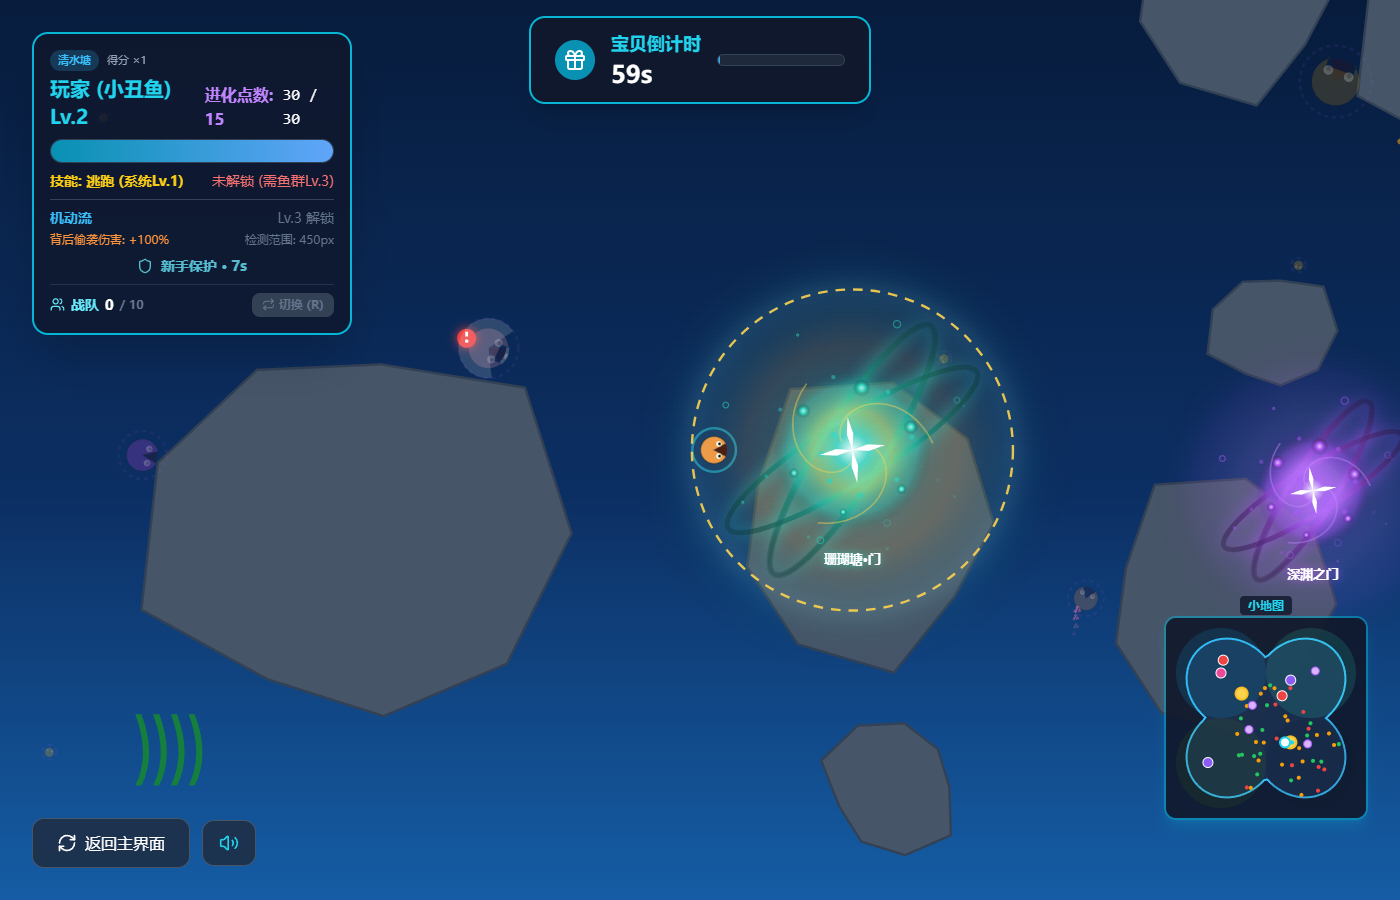 清水塘 得分 ×1
玩家 (小丑鱼)
Lv.2
进化点数:
15
30 /
30
技能: 逃跑 (系统Lv.1) 未解锁 (需鱼群Lv.3)
机动流 Lv.3 解锁
背后偷袭伤害: +100% 检测范围: 450px
新手保护 • 7s
战队 0 / 10 切换 (R)
宝贝倒计时
59s
珊瑚塘•门
深渊之门
小地图
返回主界面